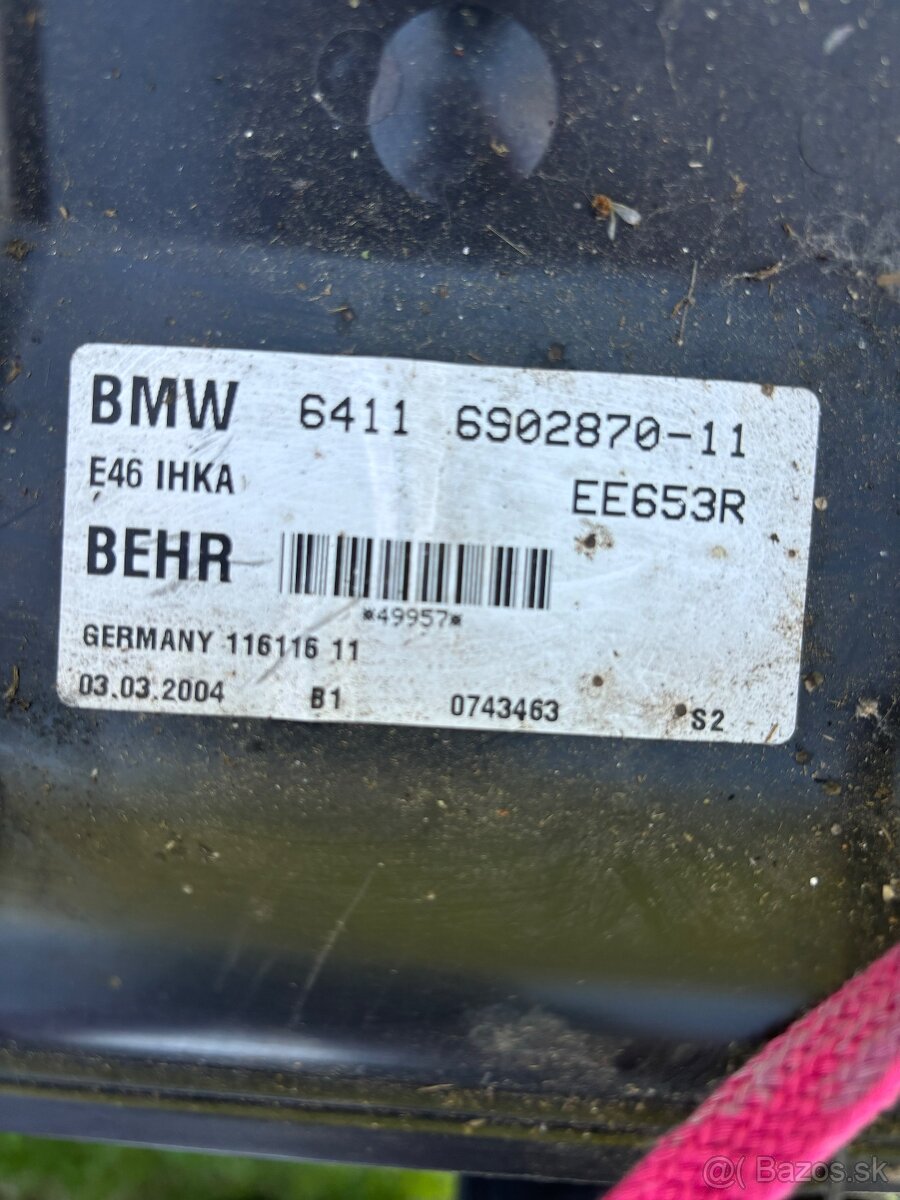 BMW 6411 6902870-11
E46 IHKA EE653R
BEHR
*49957*
GERMANY 116116 11
03.03.2004 B1 0743463 S2
@( Bazos.sk